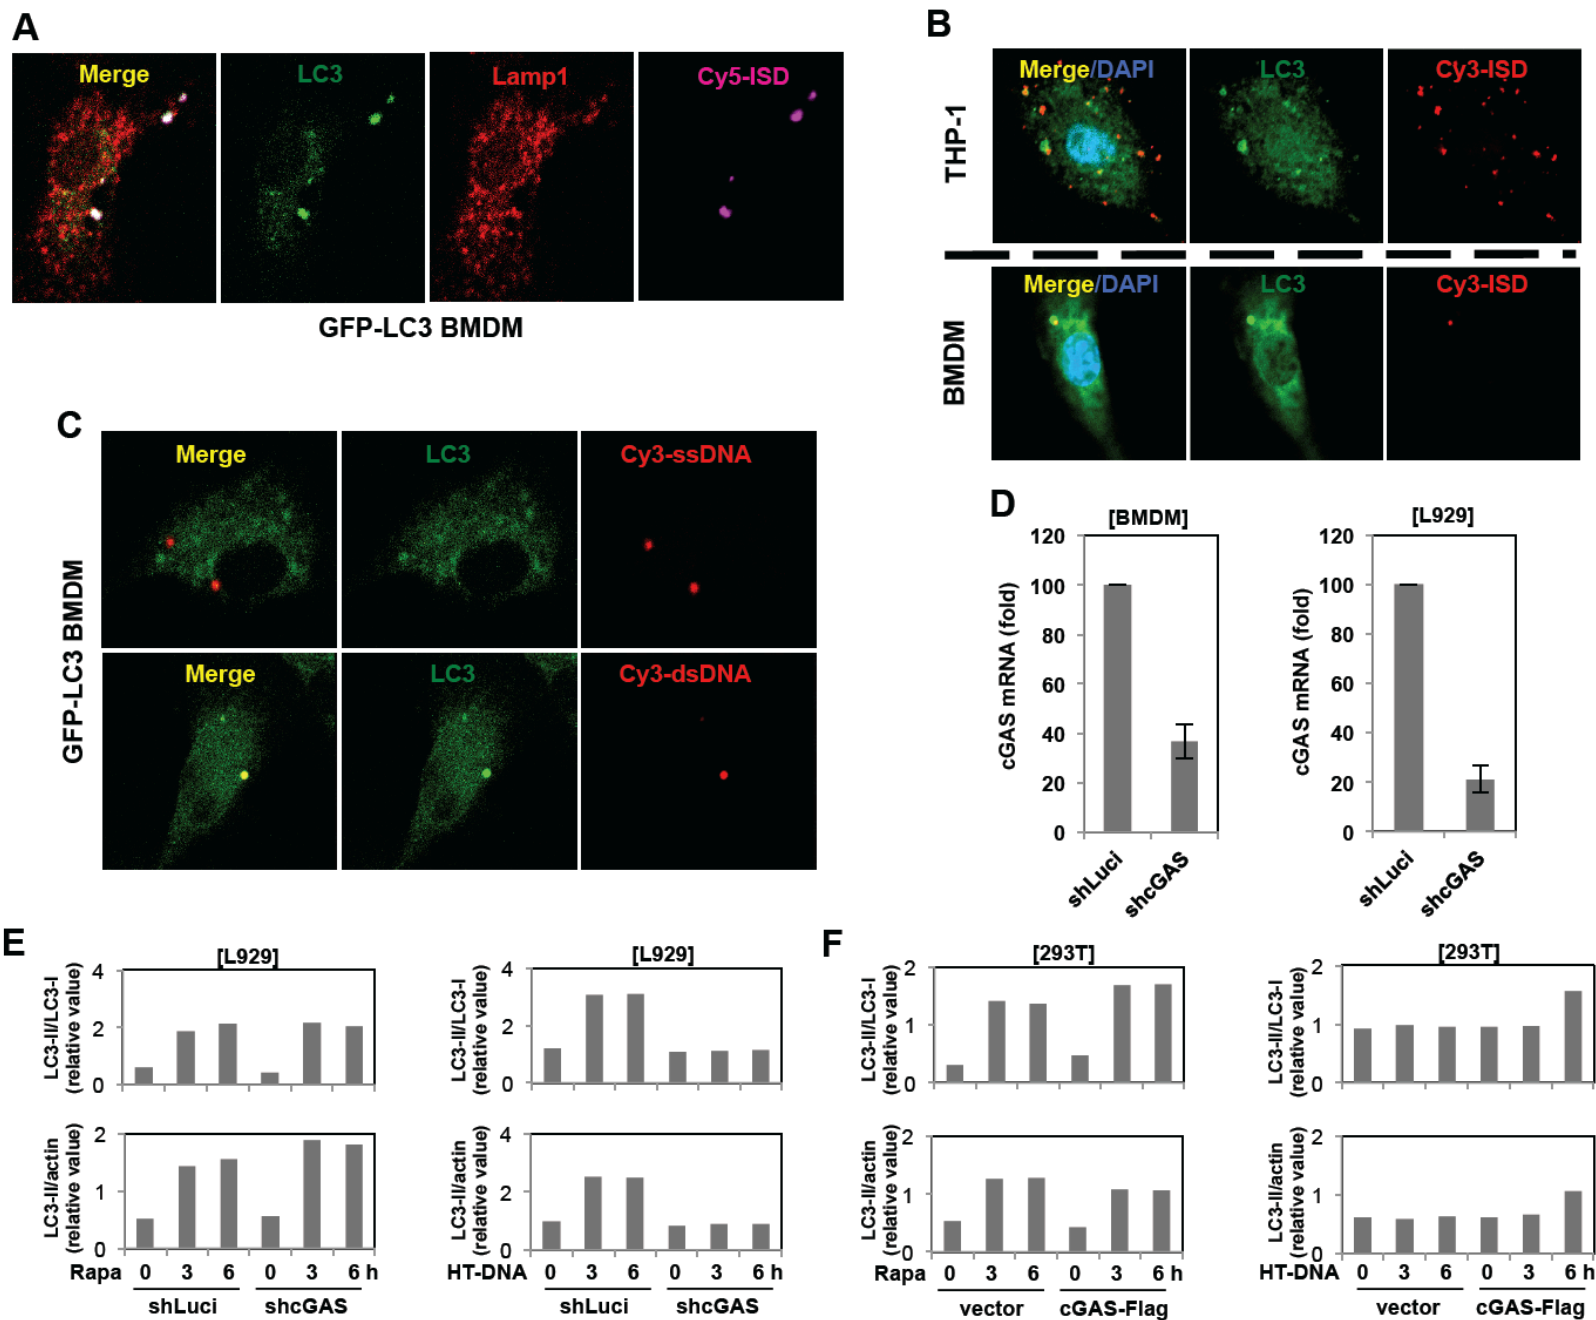 A
Merge
LC3
Lamp1
Cy5-ISD
GFP-LC3 BMDM
B
THP-1
Merge/DAPI
LC3
Cy3-ISD
BMDM
Merge/DAPI
LC3
Cy3-ISD
C
GFP-LC3 BMDM
Merge
LC3
Cy3-ssDNA
Merge
LC3
Cy3-dsDNA
D
[BMDM]
cGAS mRNA (fold)
120
100
80
60
40
20
0
shLuci
shcGAS
[L929]
cGAS mRNA (fold)
120
100
80
60
40
20
0
shLuci
shcGAS
E
[L929]
LC3-II/LC3-I
(relative value)
4
2
0
LC3-II/actin
(relative value)
2
1
0
Rapa 0 3 6 0 3 6 h
shLuci shcGAS
[L929]
LC3-II/LC3-I
(relative value)
4
2
0
LC3-II/actin
(relative value)
4
2
0
HT-DNA 0 3 6 0 3 6 h
shLuci shcGAS
F
[293T]
LC3-II/LC3-I
(relative value)
2
1
0
LC3-II/actin
(relative value)
2
1
0
Rapa 0 3 6 0 3 6 h
vector cGAS-Flag
[293T]
LC3-II/LC3-I
(relative value)
2
1
0
LC3-II/actin
(relative value)
2
1
0
HT-DNA 0 3 6 0 3 6 h
vector cGAS-Flag